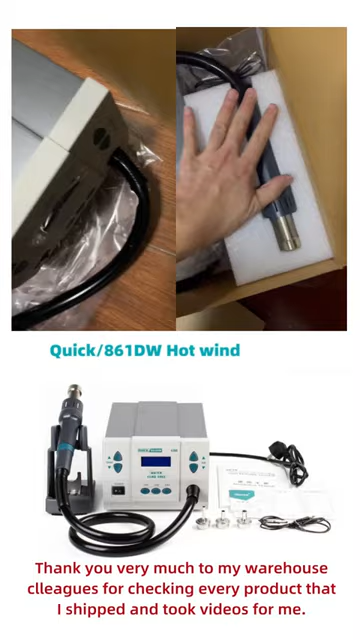 Quick/861DW Hot wind
Thank you very much to my warehouse
clleagues for checking every product that
I shipped and took videos for me.